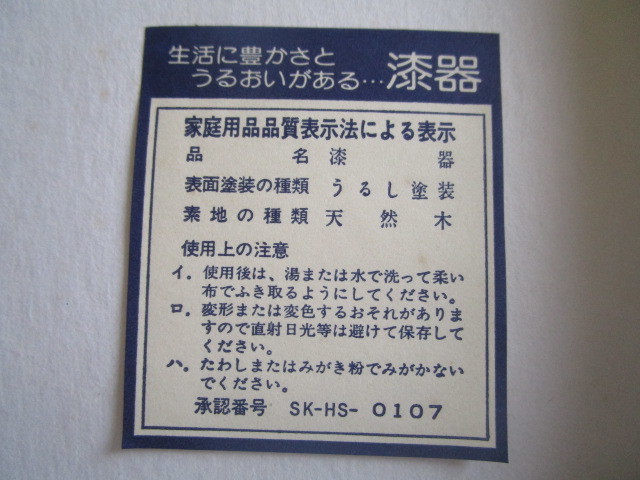 生活に豊かさと
うるおいがある…漆器
家庭用品品質表示法による表示
品名 漆器
表面塗装の種類 うるし塗装
素地の種類 天然木
使用上の注意
イ. 使用後は、湯または水で洗って柔い
布でふき取るようにしてください。
ロ. 変形または変色するおそれがありま
すので直射日光等は避けて保存して
ください。
ハ. たわしまたはみがき粉でみがかない
でください。
承認番号 SK-HS-0107